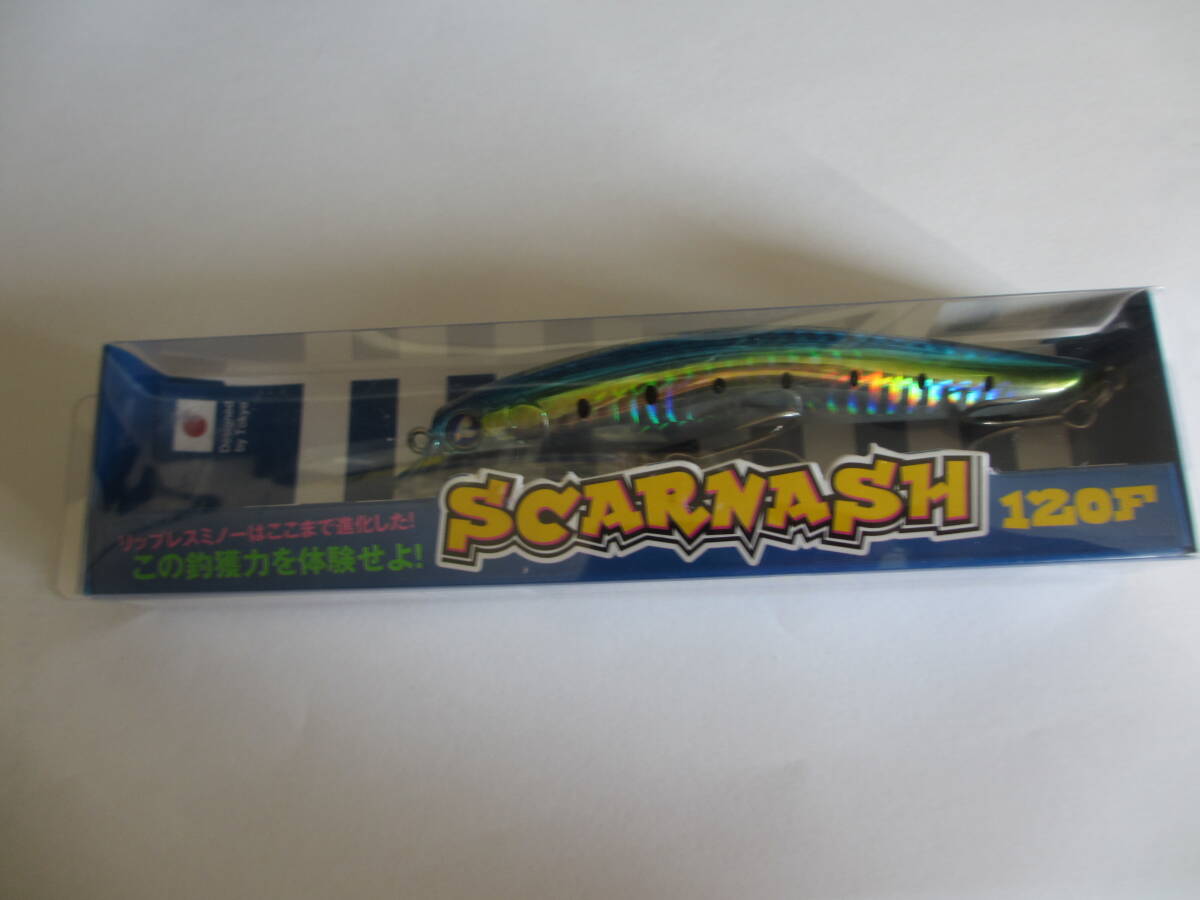 Designed
by Tokyo
リップレスミノーはここまで進化した!
この釣獲力を体験せよ!
SCARNASH 120F